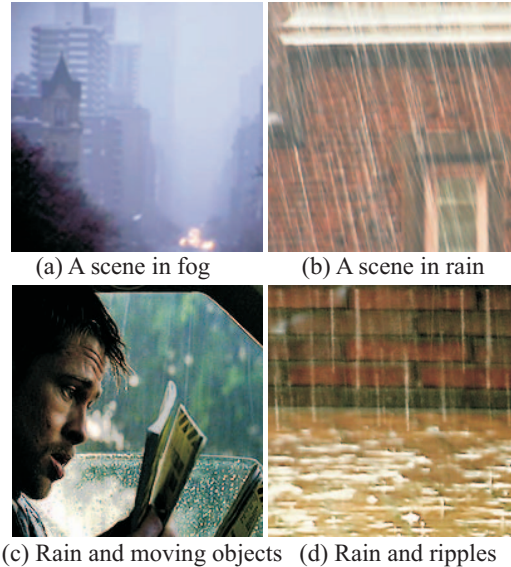 (a) A scene in fog
(b) A scene in rain
(c) Rain and moving objects
(d) Rain and ripples